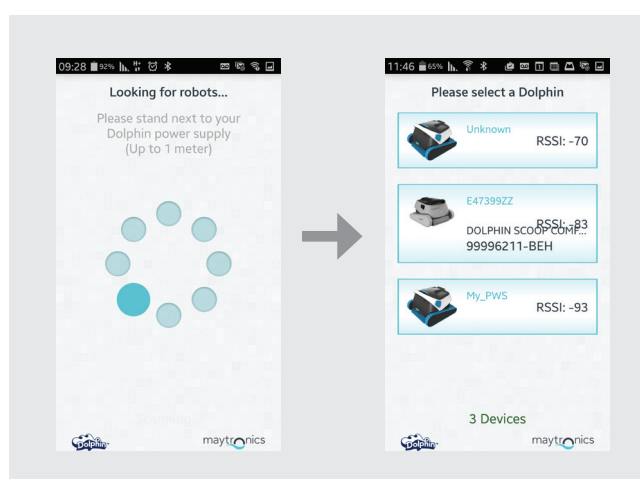 09:28 92% H+
Looking for robots...
Please stand next to your
Dolphin power supply
(Up to 1 meter)
Scanning
Dolphin
maytronics
11:46 65%
Please select a Dolphin
Unknown
RSSI: -70
E47399ZZ
RSSI: -83
DOLPHIN SCOOP COMF...
99996211-BEH
My_PWS
RSSI: -93
3 Devices
Dolphin
maytronics